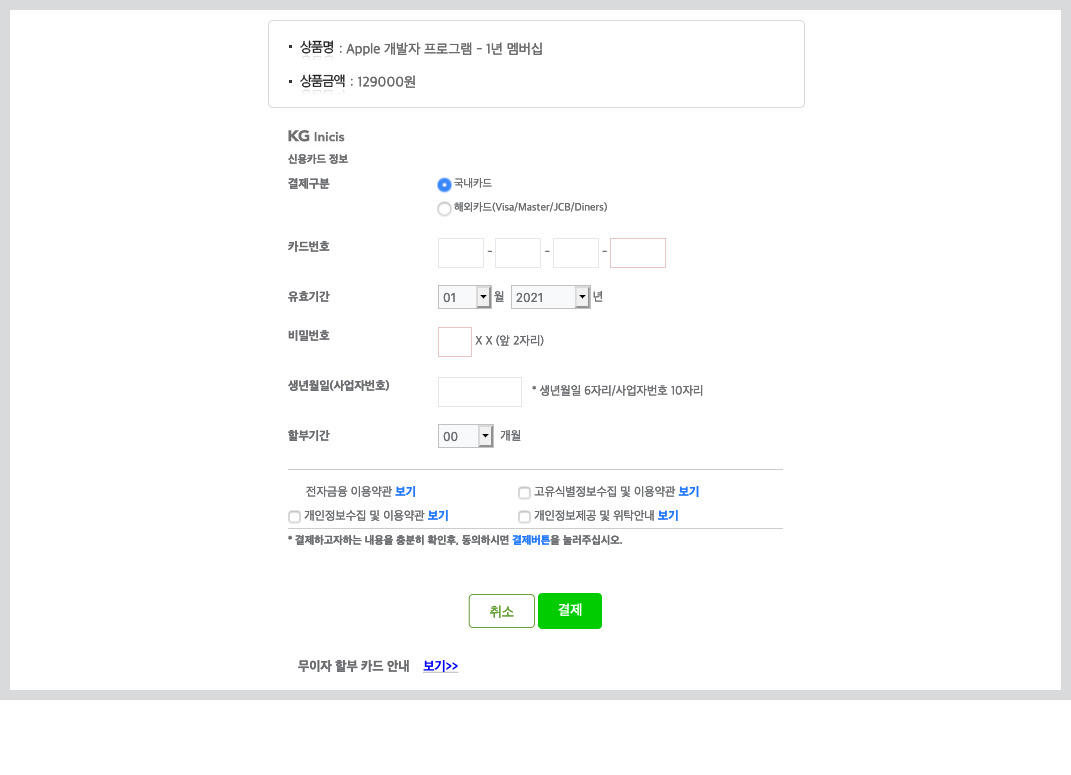 · 상품명 : Apple 개발자 프로그램 - 1년 멤버십
· 상품금액 : 129000원
KG Inicis
신용카드 정보
결제구분 국내카드
해외카드(Visa/Master/JCB/Diners)
카드번호 - - -
유효기간 01 월 2021 년
비밀번호 X X (앞 2자리)
생년월일(사업자번호) * 생년월일 6자리/사업자번호 10자리
할부기간 00 개월
전자금융 이용약관 보기 고유식별정보수집 및 이용약관 보기
개인정보수집 및 이용약관 보기 개인정보제공 및 위탁안내 보기
* 결제하고자하는 내용을 충분히 확인후, 동의하시면 결제버튼을 눌러주십시오.
취소 결제
무이자 할부 카드 안내 보기>>